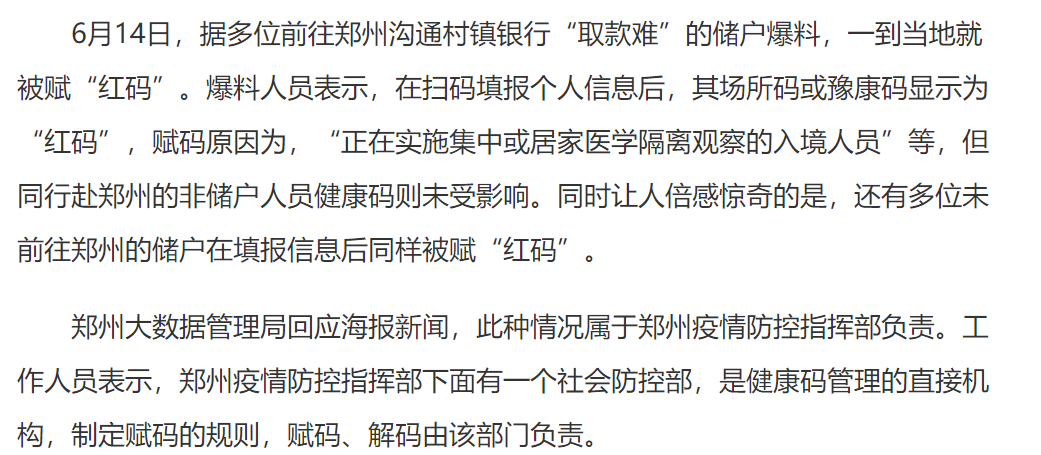 6月14日，据多位前往郑州沟通村镇银行“取款难”的储户爆料，一到当地就
被赋“红码”。爆料人员表示，在扫码填报个人信息后，其场所码或豫康码显示为
“红码”，赋码原因为，“正在实施集中或居家医学隔离观察的入境人员”等，但
同行赴郑州的非储户人员健康码则未受影响。同时让人倍感惊奇的是，还有多位未
前往郑州的储户在填报信息后同样被赋“红码”。
郑州大数据管理局回应海报新闻，此种情况属于郑州疫情防控指挥部负责。工
作人员表示，郑州疫情防控指挥部下面有一个社会防控部，是健康码管理的直接机
构，制定赋码的规则，赋码、解码由该部门负责。